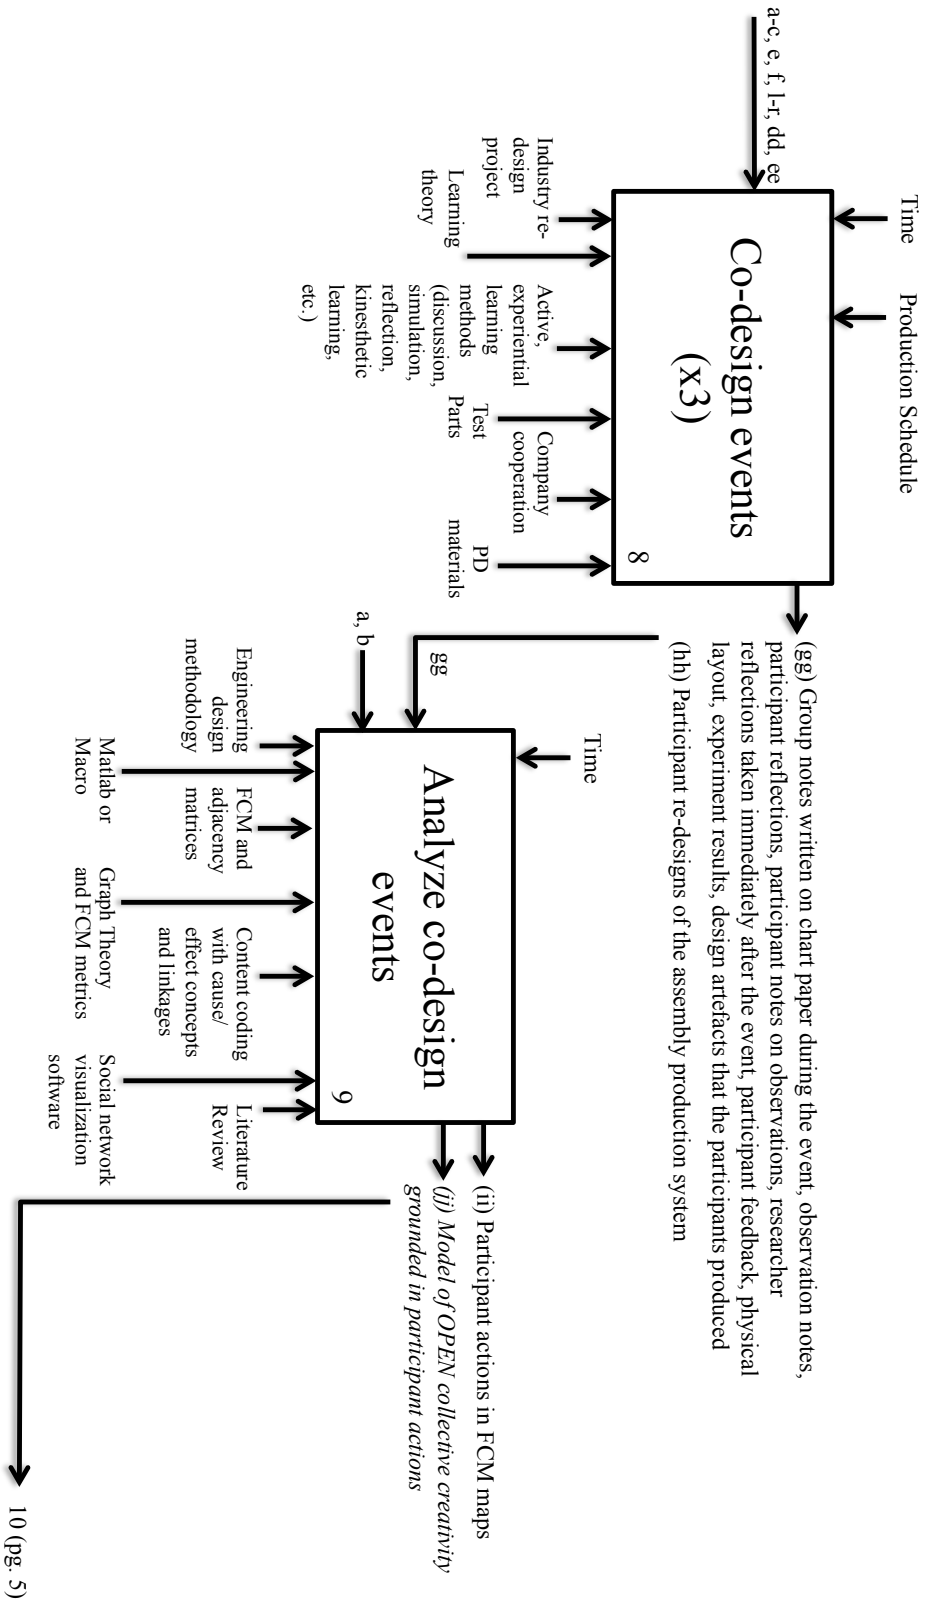 a-c, e, f, l-r, dd, ee
Time
Production Schedule
Co-design events
(x3)
8
Industry re-
design
project
Learning
theory
Active,
experiential
learning
methods
(discussion,
simulation,
reflection,
kinesthetic
learning,
etc.)
Test
Parts
Company
cooperation
PD
materials
(gg) Group notes written on chart paper during the event, observation notes,
participant reflections, participant notes on observations, researcher
reflections taken immediately after the event, participant feedback, physical
layout, experiment results, design artefacts that the participants produced
(hh) Participant re-designs of the assembly production system
gg
a, b
Time
Analyze co-design
events
9
Engineering
design
methodology
Matlab or
Macro
FCM and
adjacency
matrices
Graph Theory
and FCM metrics
Content coding
with cause/
effect concepts
and linkages
Social network
visualization
software
Literature
Review
(ii) Participant actions in FCM maps
(jj) Model of OPEN collective creativity
grounded in participant actions
10 (pg. 5)